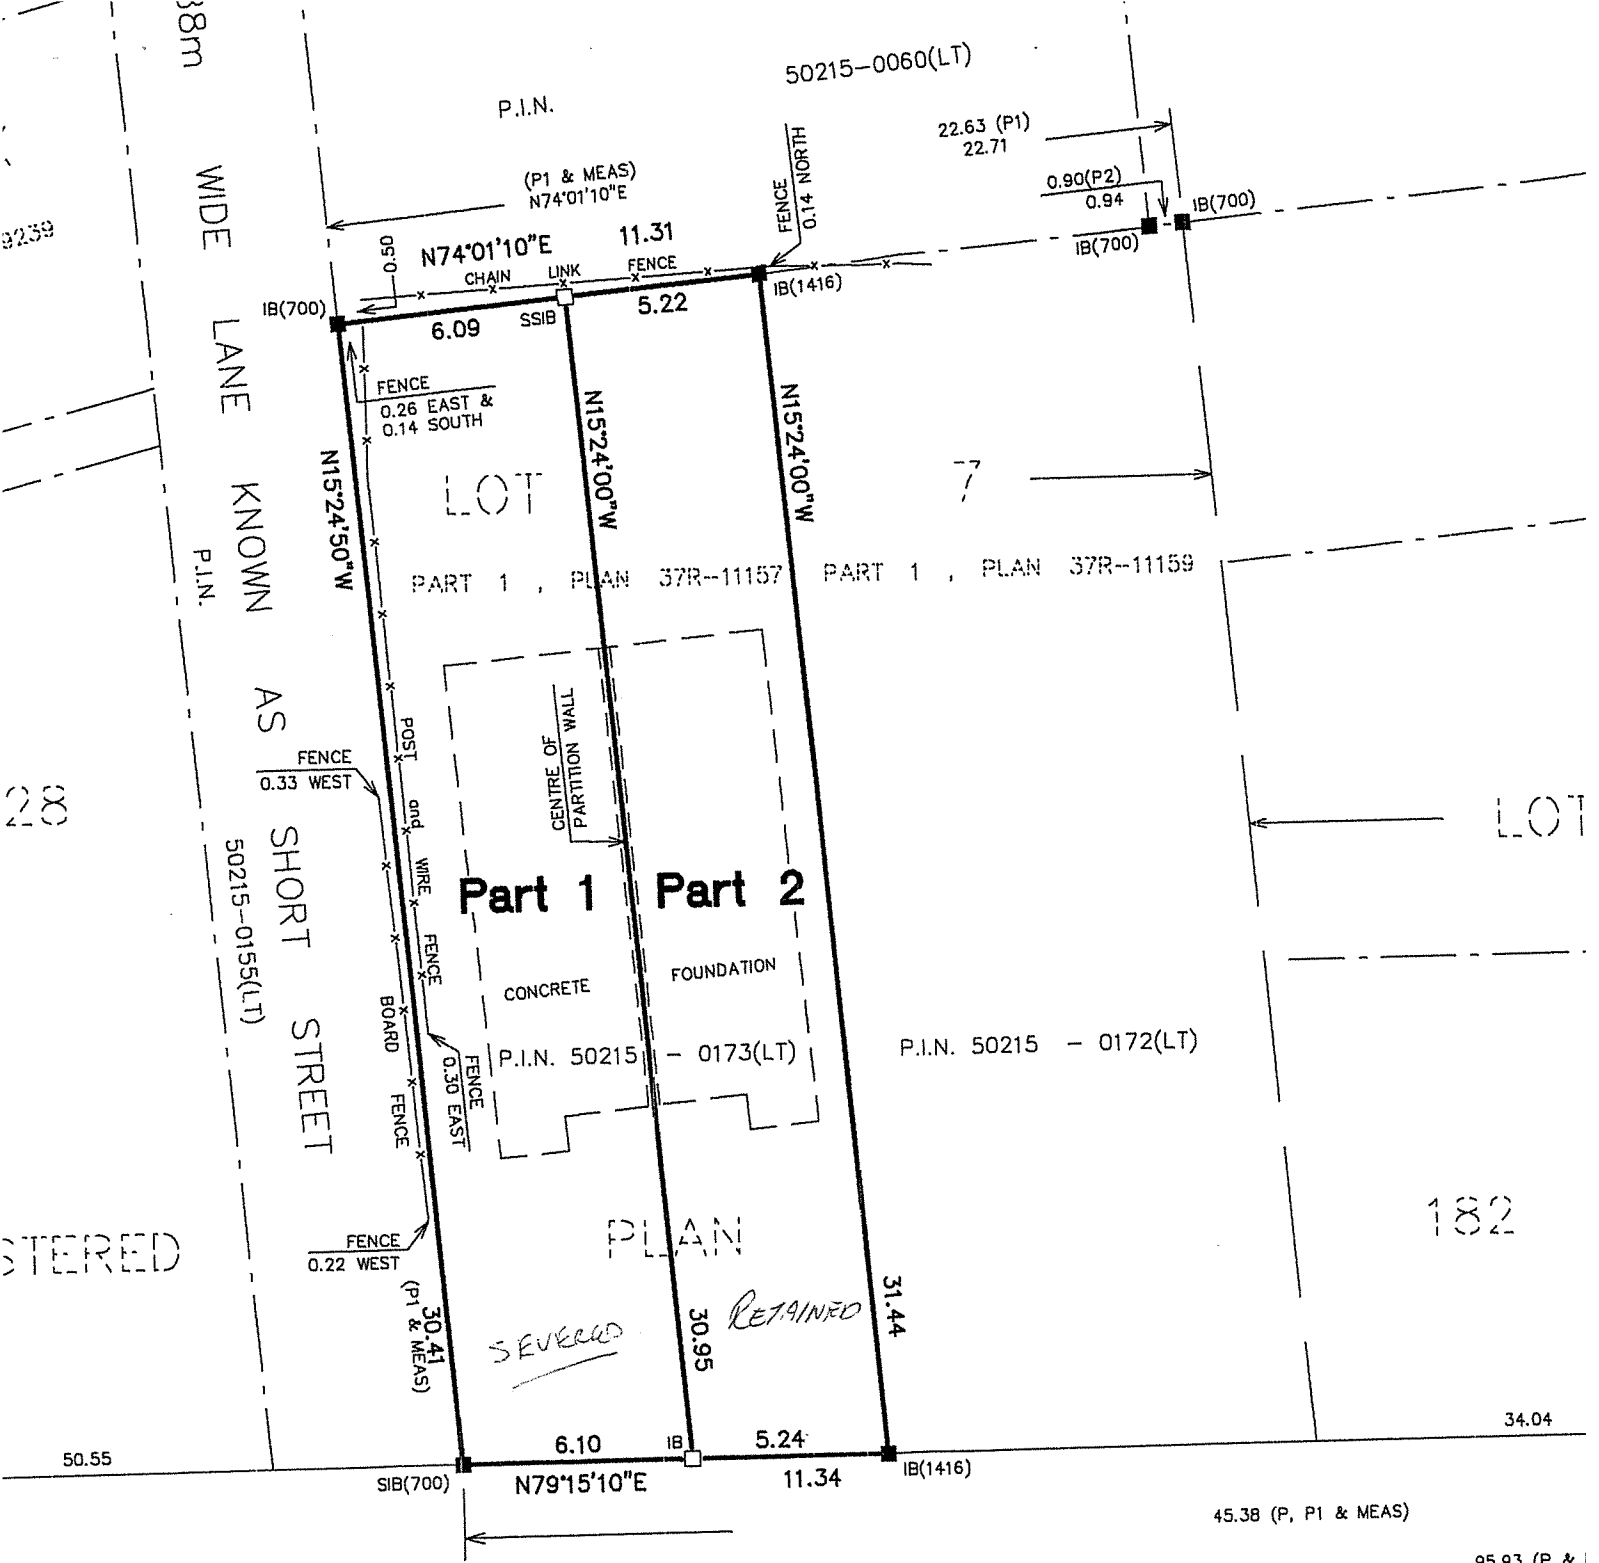 38m
50215-0060(LT)
P.I.N.
22.63 (P1)
22.71
(P1 & MEAS)
N74°01'10"E
0.90(P2)
0.94
IB(700)
IB(700)
FENCE
0.14 NORTH
9239
WIDE LANE KNOWN AS SHORT STREET
0.50
N74°01'10"E
11.31
CHAIN LINK FENCE
IB(700)
6.09
SSIB
5.22
IB(1416)
FENCE
0.26 EAST &
0.14 SOUTH
N15°24'50"W
N15°24'00"W
N15°24'00"W
LOT 7
PART 1 , PLAN 37R-11157
PART 1 , PLAN 37R-11159
P.I.N.
50215-0155(LT)
POST and WIRE FENCE
CENTRE OF
PARTITION WALL
FENCE
0.33 WEST
28
LOT
Part 1
Part 2
CONCRETE FOUNDATION
BOARD FENCE
FENCE
0.30 EAST
P.I.N. 50215 - 0173(LT)
P.I.N. 50215 - 0172(LT)
STERED
PLAN
182
FENCE
0.22 WEST
30.41
(P1 & MEAS)
SEVERED
RETAINED
30.95
31.44
50.55
6.10
IB
5.24
34.04
SIB(700)
N79°15'10"E
11.34
IB(1416)
45.38 (P, P1 & MEAS)
95.93 (P &